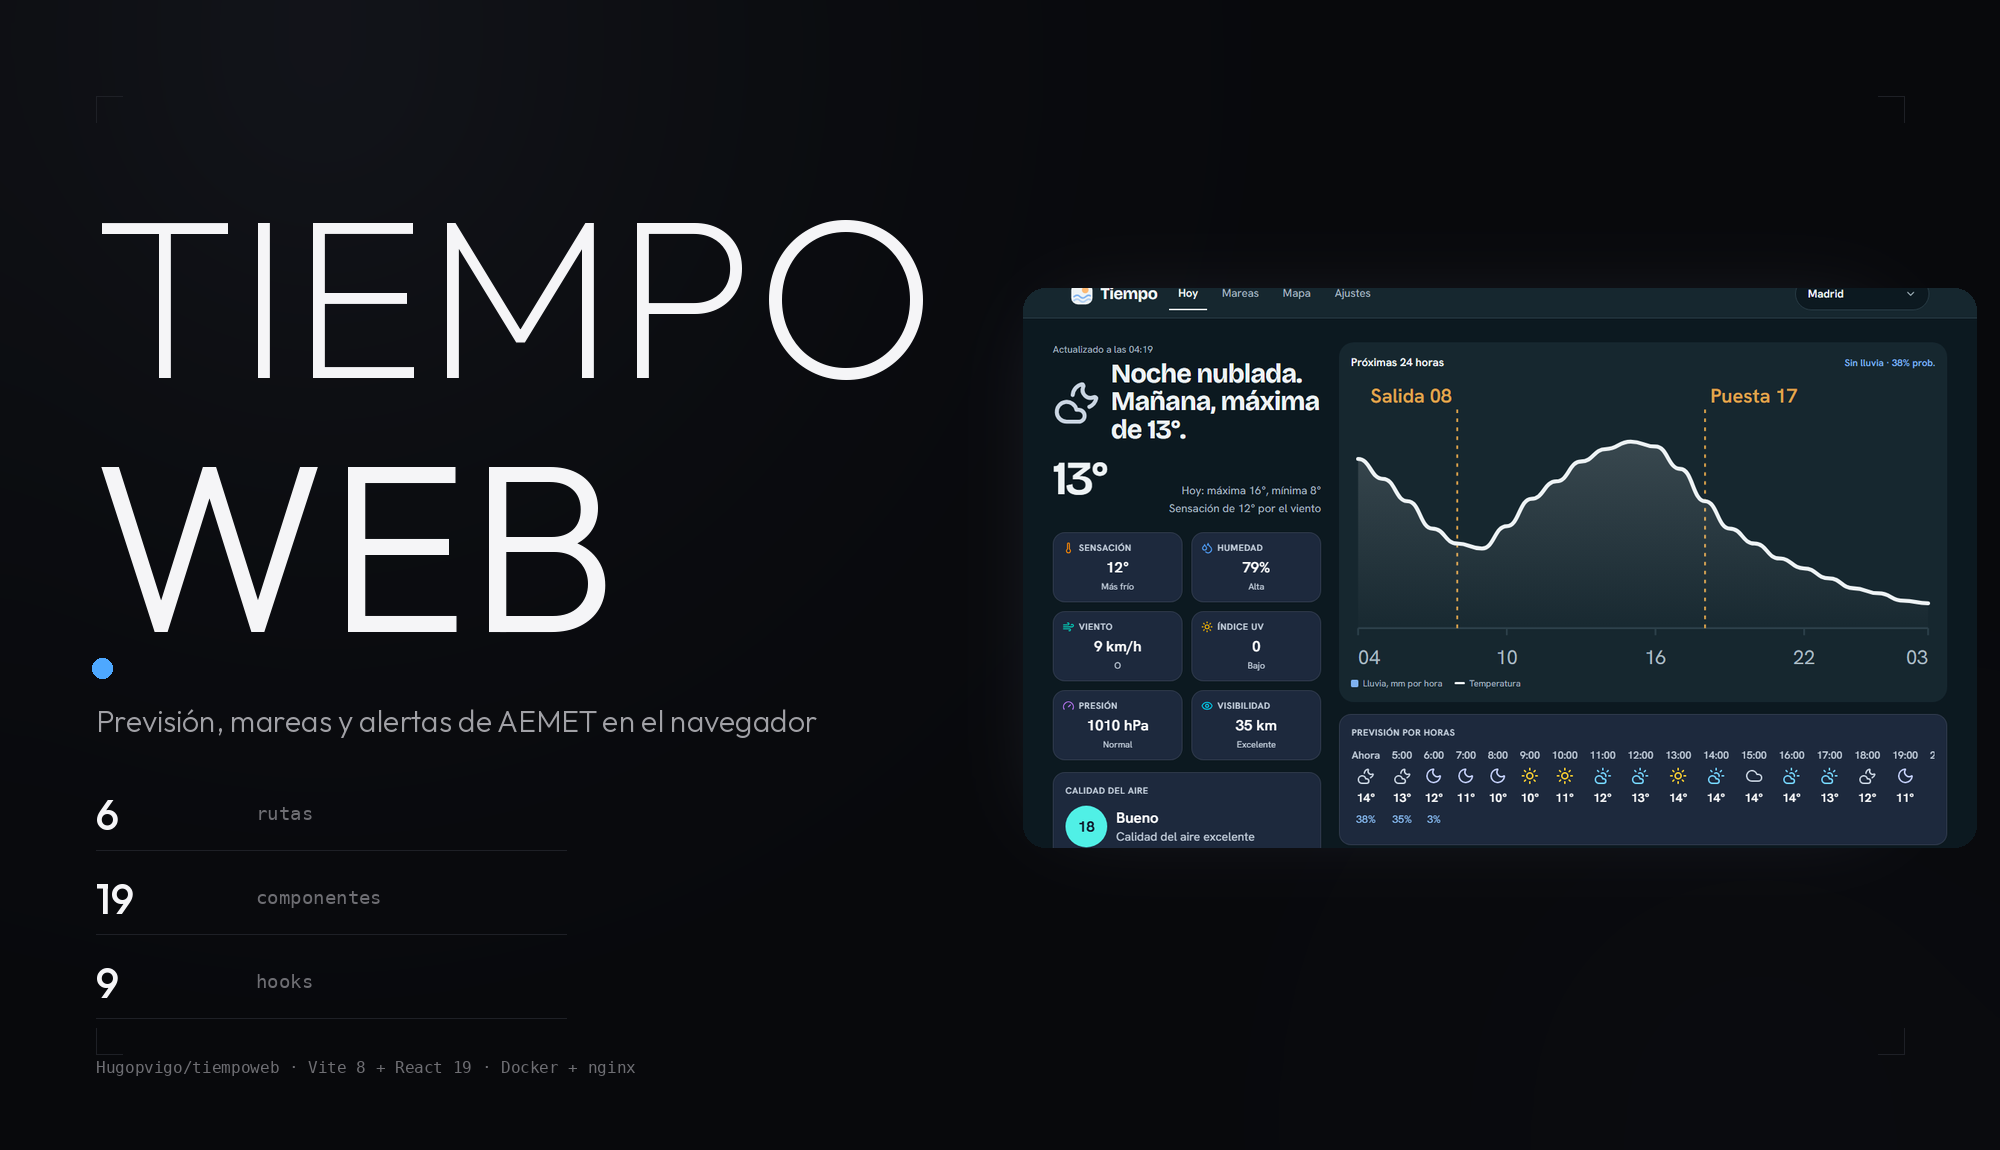 TIEMPO
WEB
Previsión, mareas y alertas de AEMET en el navegador
6 rutas
19 componentes
9 hooks
Hugopvigo/tiempoweb · Vite 8 + React 19 · Docker + nginx
Tiempo Hoy Mareas Mapa Ajustes Madrid
Actualizado a las 04:19
Noche nublada.
Mañana, máxima
de 13°.
13°
Hoy: máxima 16°, mínima 8°
Sensación de 12° por el viento
SENSACIÓN
12°
Más frío
HUMEDAD
79%
Alta
VIENTO
9 km/h
O
ÍNDICE UV
0
Bajo
PRESIÓN
1010 hPa
Normal
VISIBILIDAD
35 km
Excelente
CALIDAD DEL AIRE
18
Bueno
Calidad del aire excelente
Próximas 24 horas
Sin lluvia · 38% prob.
Salida 08
Puesta 17
04 10 16 22 03
Lluvia, mm por hora Temperatura
PREVISIÓN POR HORAS
Ahora 5:00 6:00 7:00 8:00 9:00 10:00 11:00 12:00 13:00 14:00 15:00 16:00 17:00 18:00 19:00
14° 13° 12° 11° 10° 10° 11° 12° 13° 14° 14° 14° 14° 13° 12° 11°
38% 35% 3%